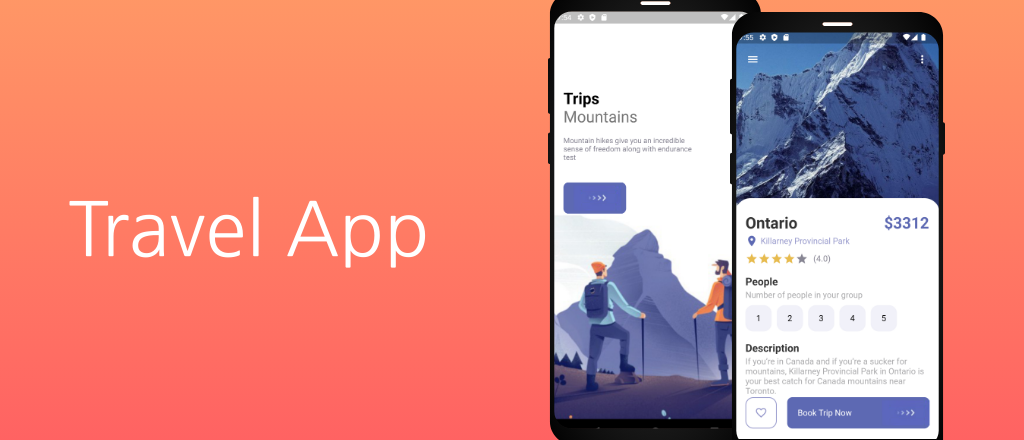 Travel App
:54
Trips
Mountains
Mountain hikes give you an incredible
sense of freedom along with endurance
test
:55
Ontario
$3312
Killarney Provincial Park
(4.0)
People
Number of people in your group
1 2 3 4 5
Description
If you're in Canada and if you're a sucker for
mountains, Killarney Provincial Park in Ontario is
your best catch for Canada mountains near
Toronto.
Book Trip Now